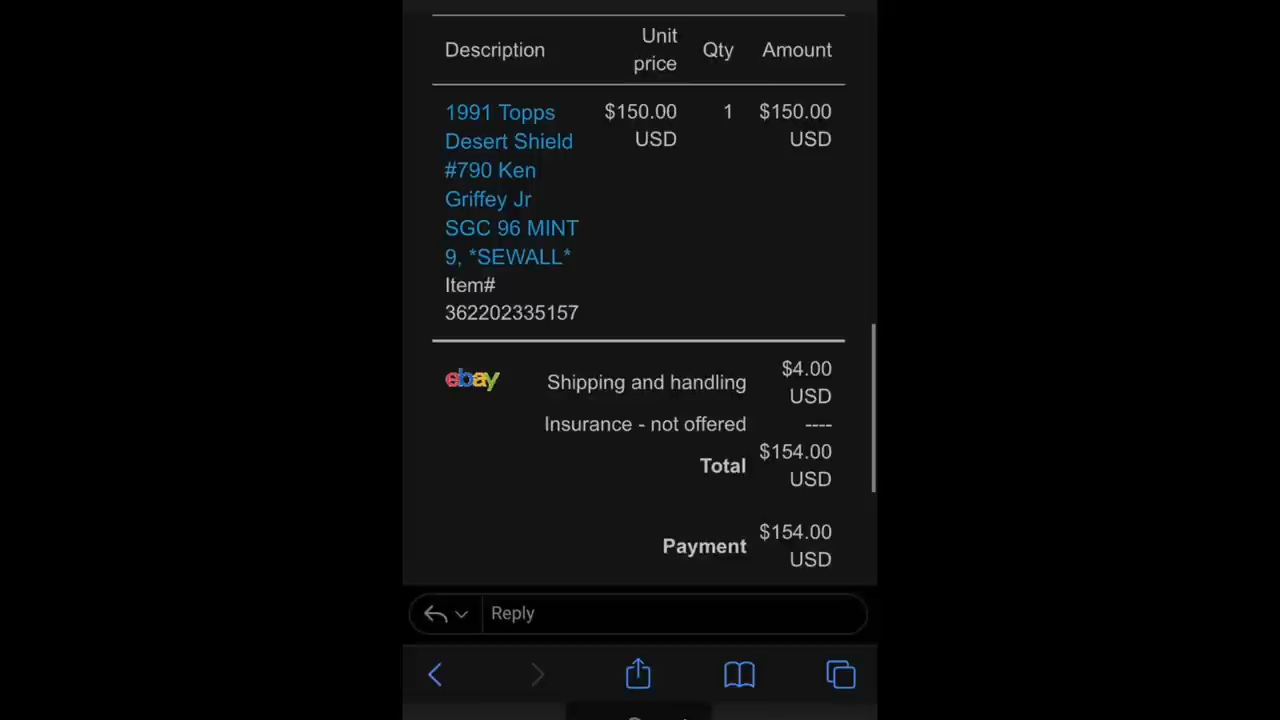 Description Unit price Qty Amount
1991 Topps $150.00 1 $150.00
Desert Shield USD USD
#790 Ken
Griffey Jr
SGC 96 MINT
9, *SEWALL*
Item#
362202335157
ebay Shipping and handling $4.00 USD
Insurance - not offered ----
Total $154.00 USD
Payment $154.00 USD
Reply